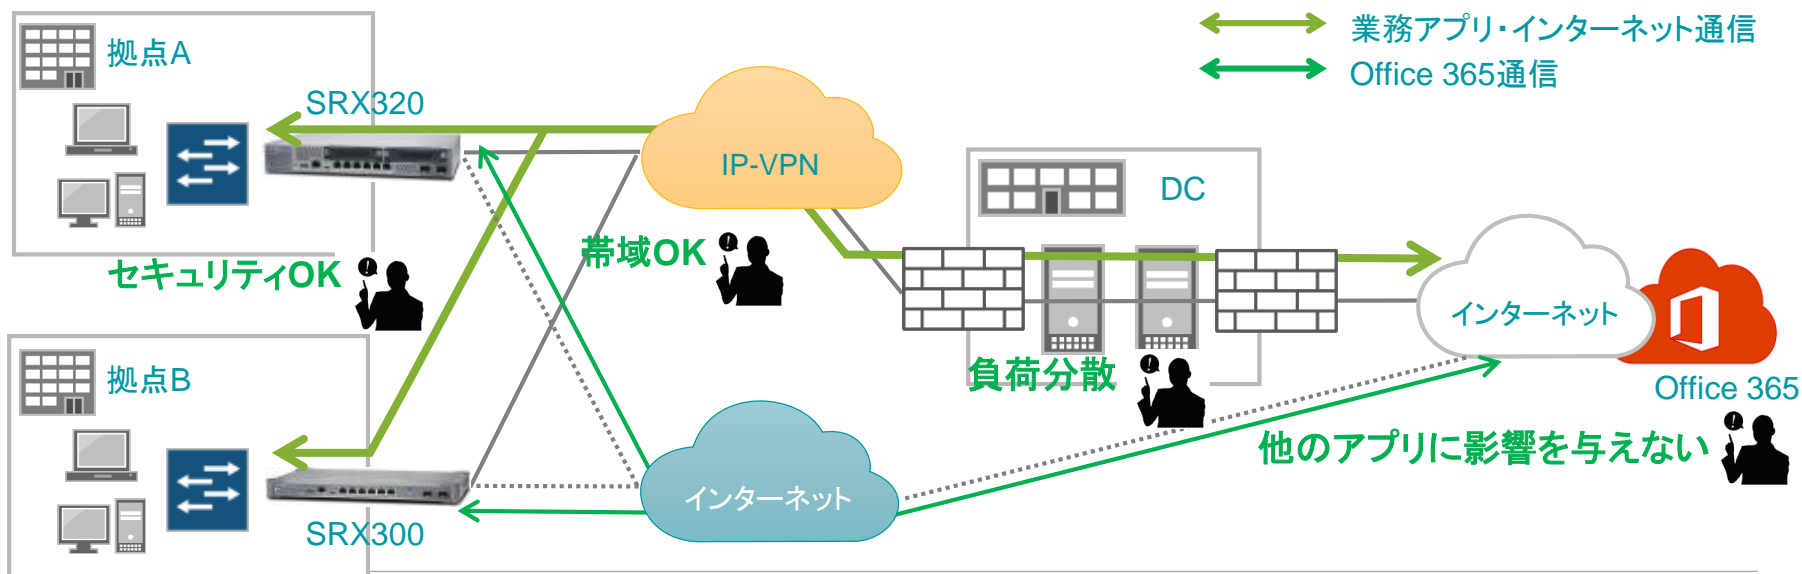 業務アプリ・インターネット通信
Office 365通信
拠点A
SRX320
IP-VPN
DC
セキュリティOK
帯域OK
インターネット
負荷分散
Office 365
拠点B
他のアプリに影響を与えない
インターネット
SRX300